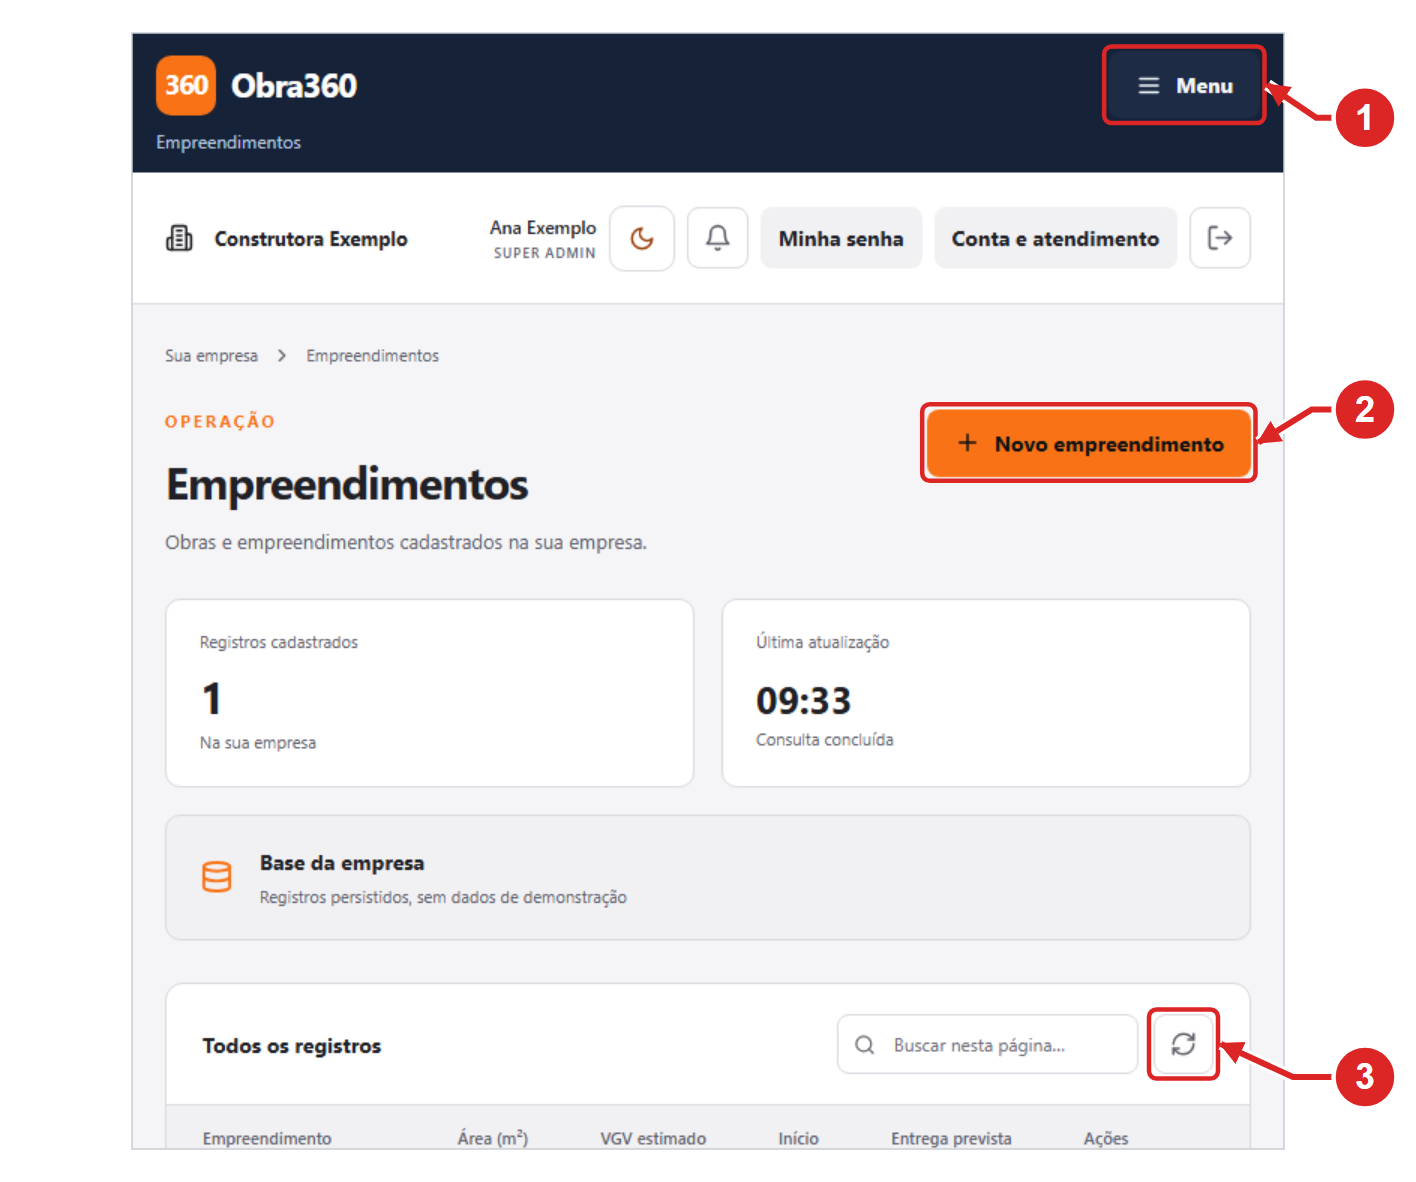 360 Obra360
Menu
1
Empreendimentos
Construtora Exemplo
Ana Exemplo
SUPER ADMIN
Minha senha
Conta e atendimento
Sua empresa > Empreendimentos
OPERAÇÃO
Novo empreendimento
2
Empreendimentos
Obras e empreendimentos cadastrados na sua empresa.
Registros cadastrados
1
Na sua empresa
Última atualização
09:33
Consulta concluída
Base da empresa
Registros persistidos, sem dados de demonstração
Todos os registros
Buscar nesta página...
3
Empreendimento Área (m²) VGV estimado Início Entrega prevista Ações